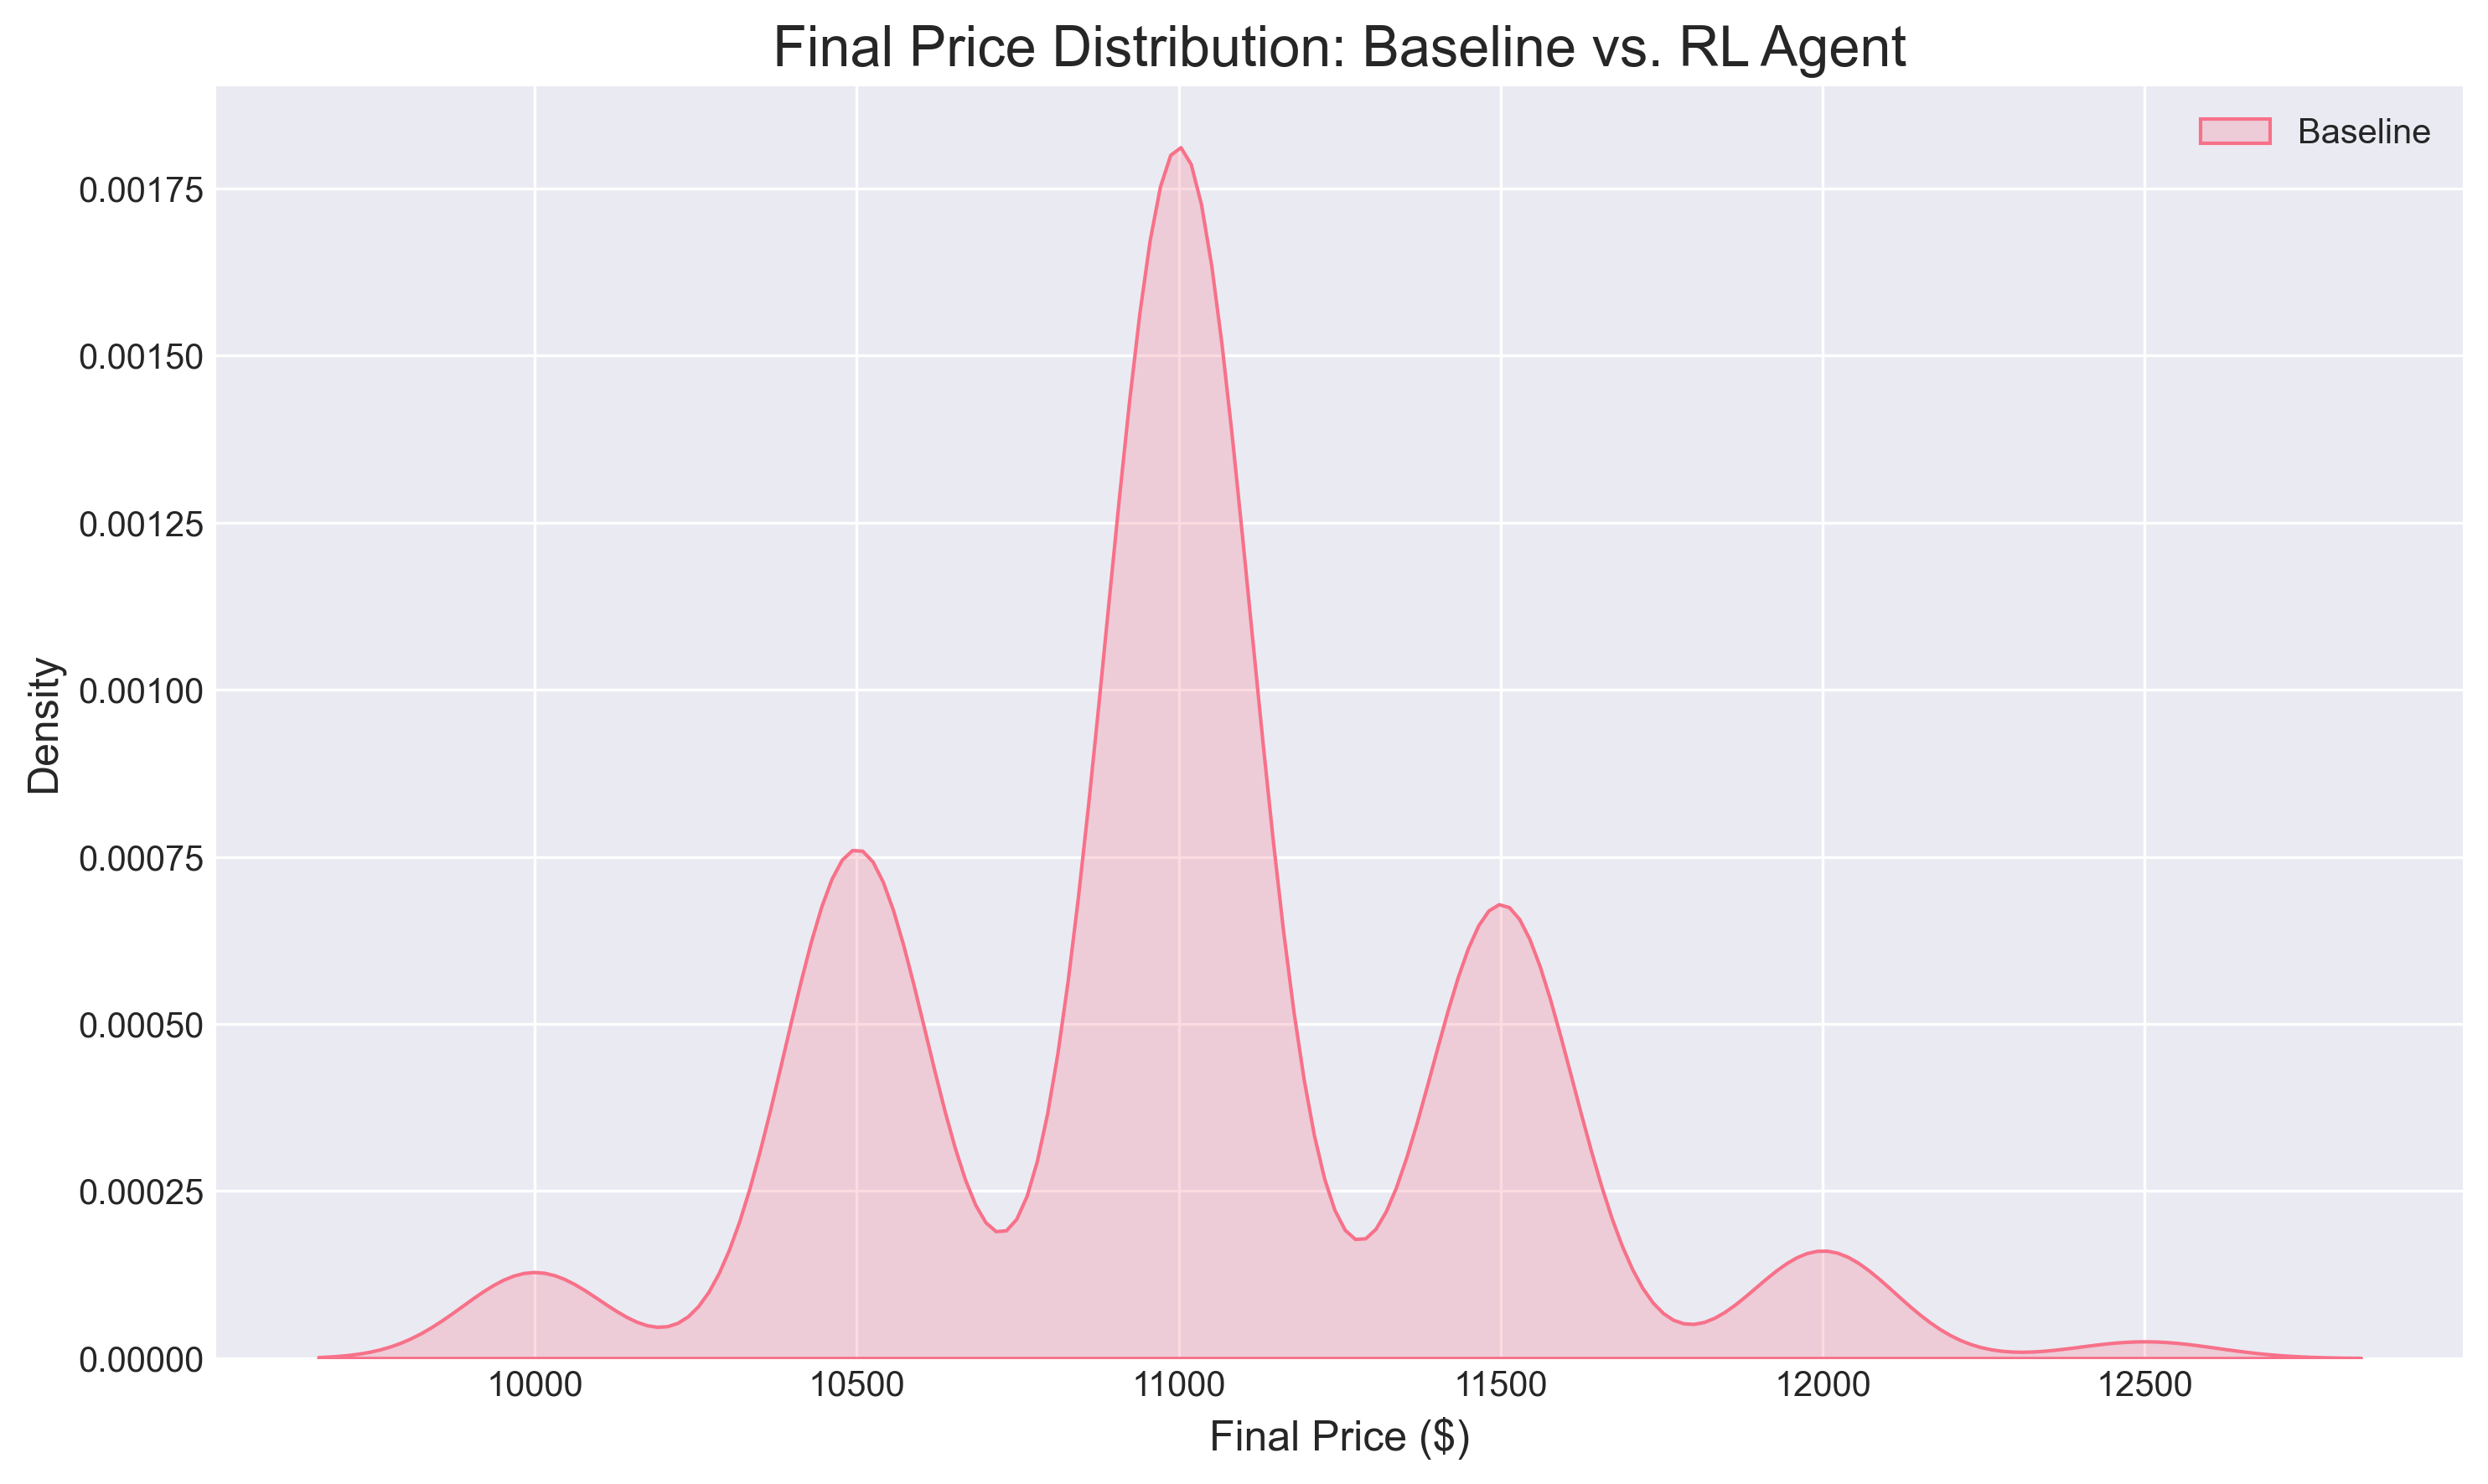 Final Price Distribution: Baseline vs. RL Agent
Baseline
0.00175
0.00150
0.00125
0.00100
0.00075
0.00050
0.00025
0.00000
Density
10000 10500 11000 11500 12000 12500
Final Price ($)